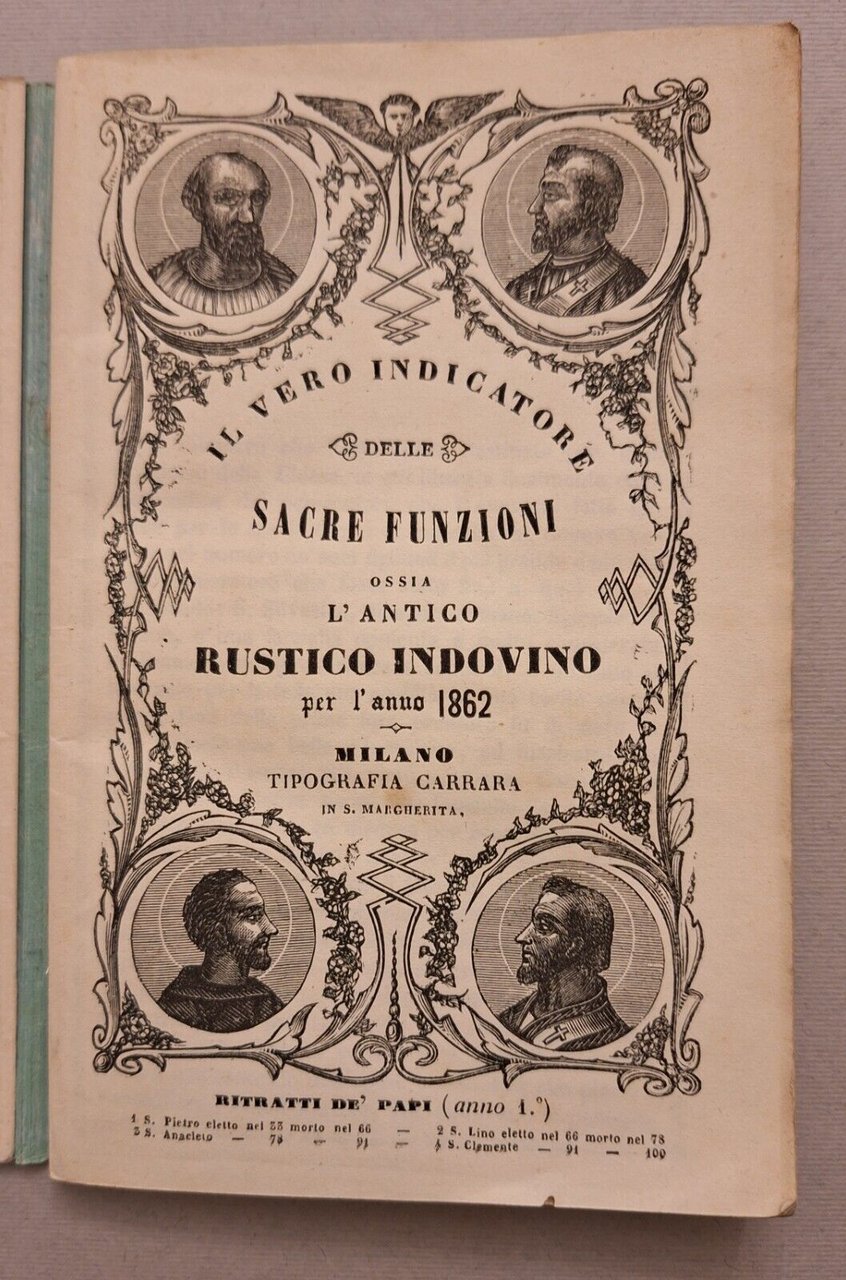 IL VERO INDICATORE
DELLE
SACRE FUNZIONI
OSSIA
L'ANTICO
RUSTICO INDOVINO
per l'anno 1862
MILANO
TIPOGRAFIA CARRARA
IN S. MARGHERITA,
RITRATTI DE' PAPI (anno 1.°)
1 S. Pietro eletto nel 33 morto nel 66 — 2 S. Lino eletto nel 66 morto nel 78
3 S. Anacleto — 78 — 91 — 4 S. Clemente — 91 — 100